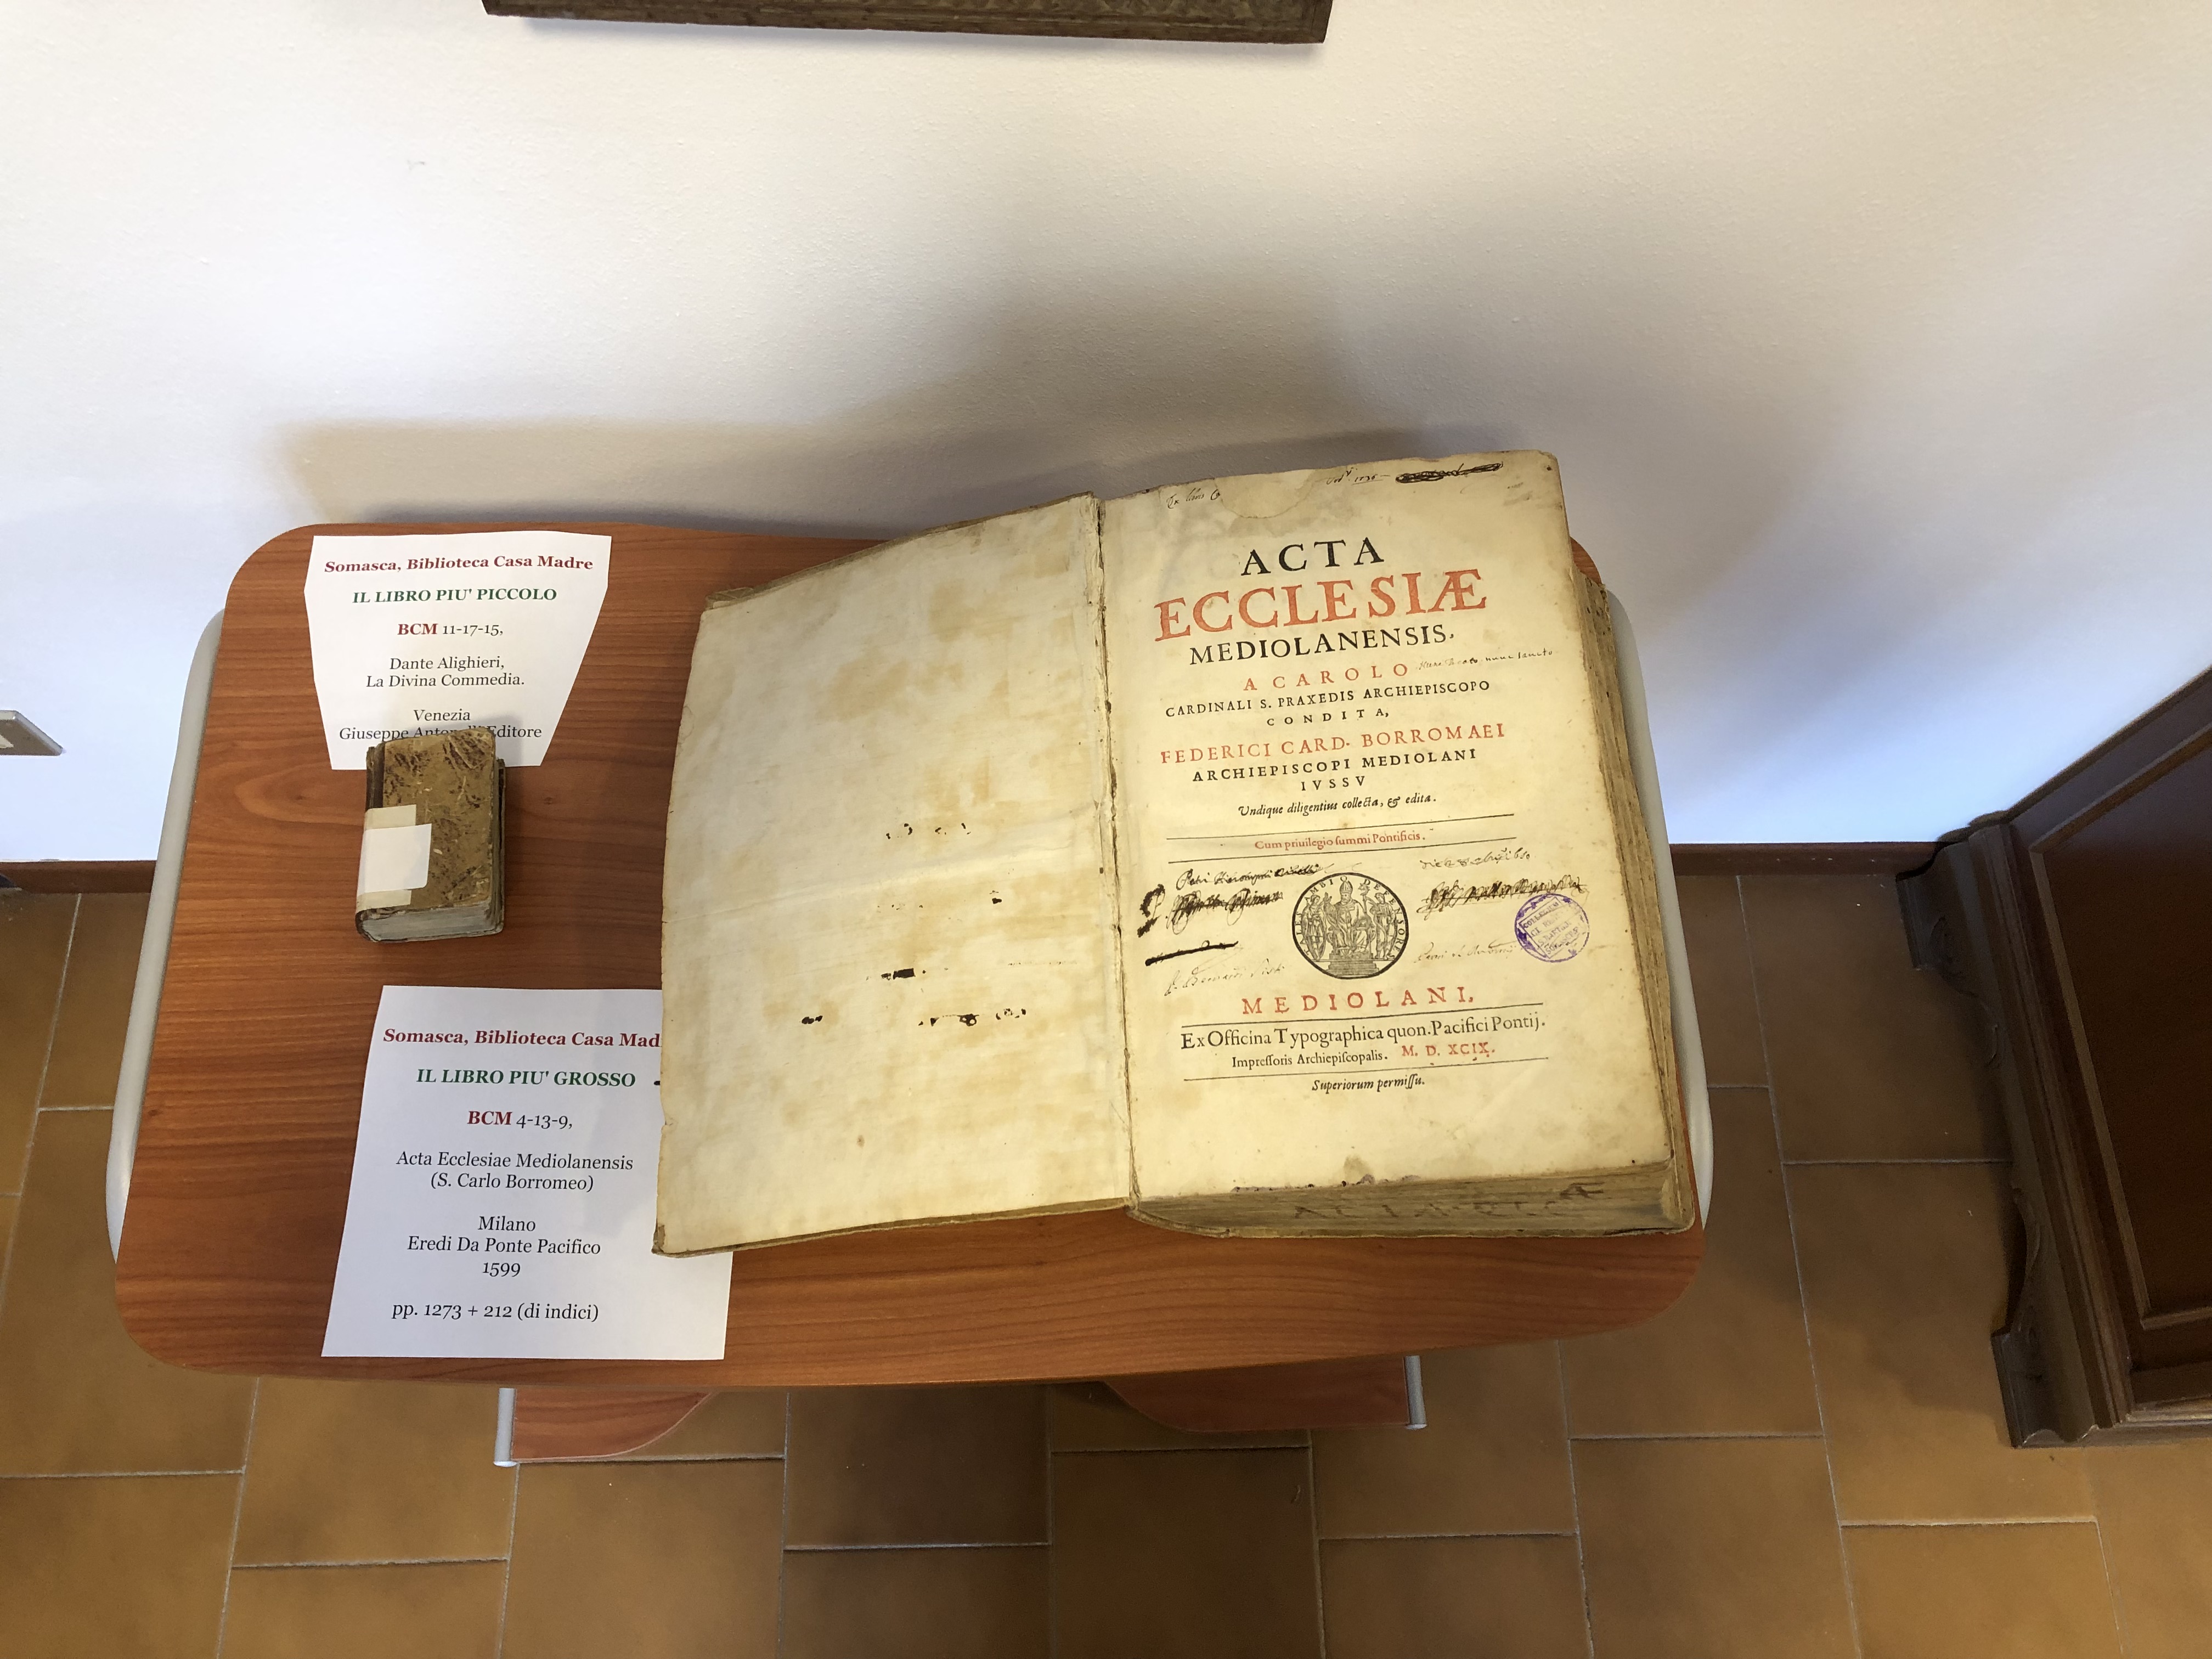 Somasca, Biblioteca Casa Madre
IL LIBRO PIU' PICCOLO
BCM 11-17-15,
Dante Alighieri,
La Divina Commedia.
Venezia
Giuseppe Editore
Somasca, Biblioteca Casa Mad
IL LIBRO PIU' GROSSO
BCM 4-13-9,
Acta Ecclesiae Mediolanensis
(S. Carlo Borromeo)
Milano
Eredi Da Ponte Pacifico
1599
pp. 1273 + 212 (di indici)
ACTA
ECCLESIÆ
MEDIOLANENSIS,
A CAROLO nunc sancto
CARDINALI S. PRAXEDIS ARCHIEPISCOPO
CONDITA,
FEDERICI CARD. BORROMAEI
ARCHIEPISCOPI MEDIOLANI
IVSSV
Vndique diligentius collecta, & edita.
Cum priuilegio summi Pontificis.
MEDIOLANI,
Ex Officina Typographica quon. Pacifici Pontij.
Impressoris Archiepiscopalis. M. D. XCIX.
Superiorum permissu.